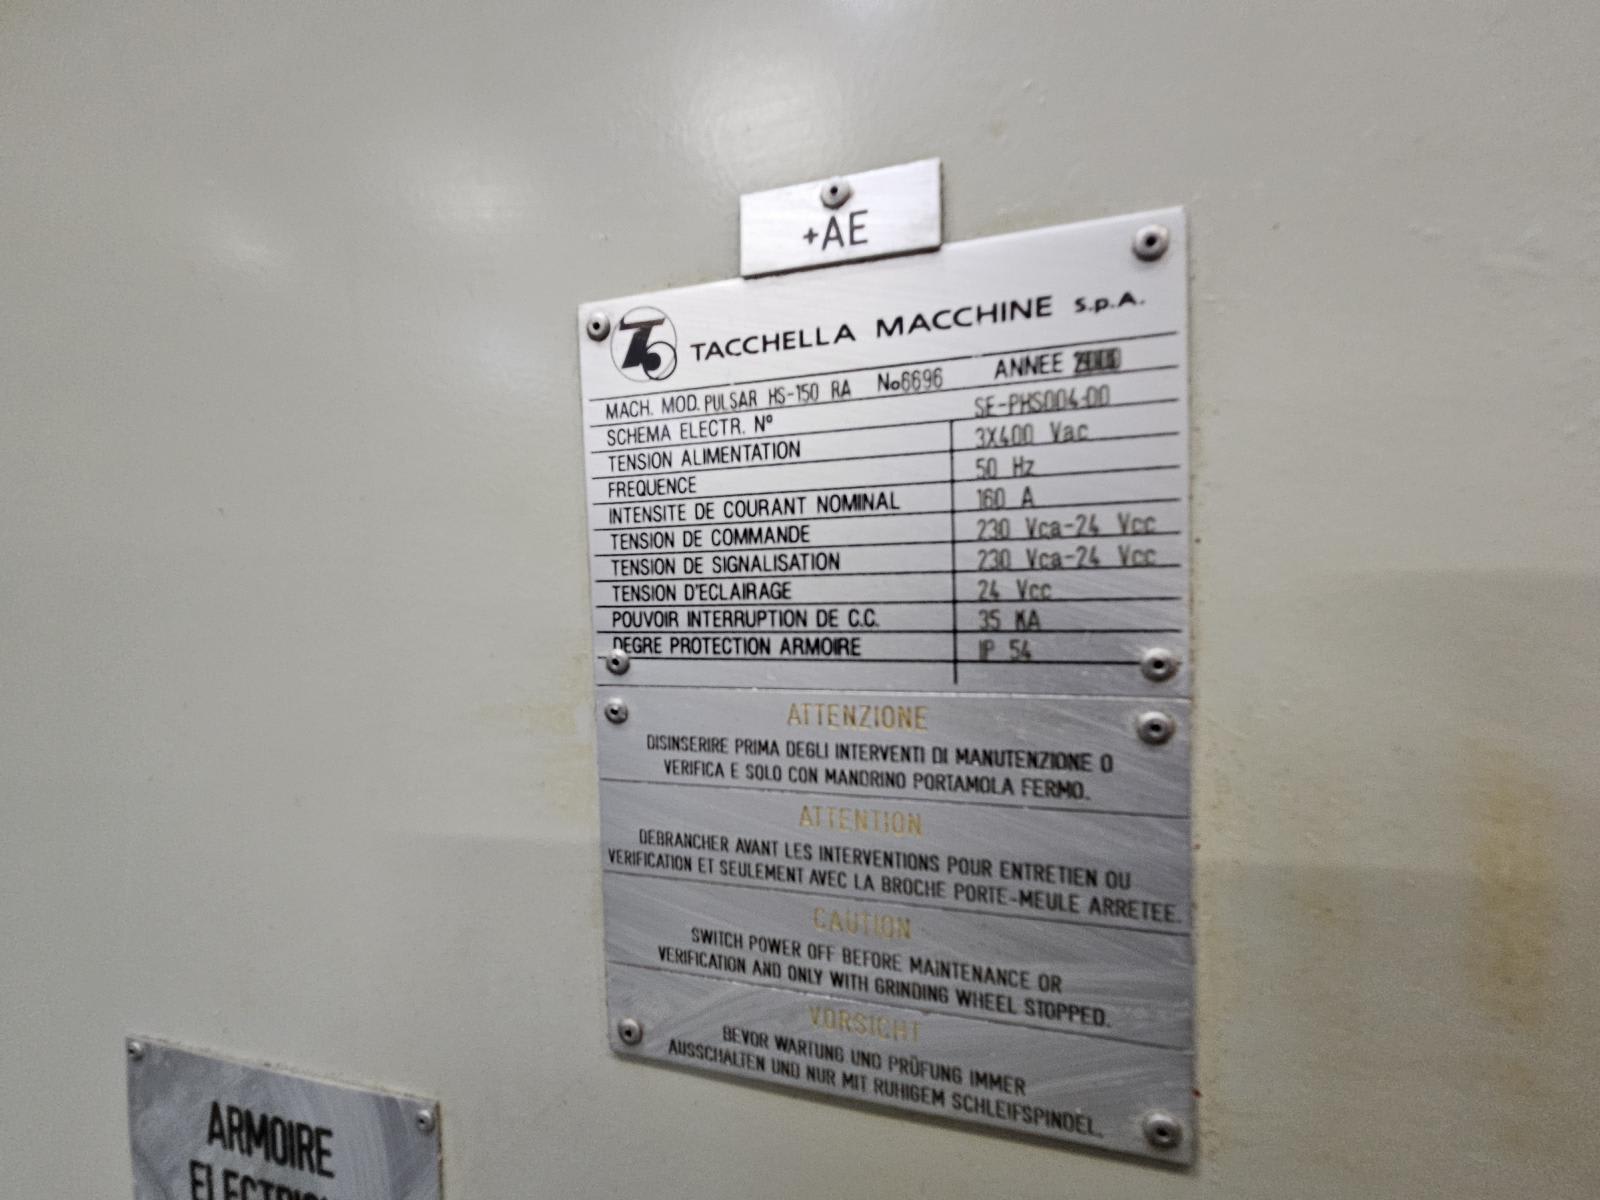 +AE
TACCHELLA MACCHINE S.p.A.
MACH. MOD. PULSAR HS-150 RA No6696 ANNEE
SCHEMA ELECTR. N° SE-PHS004-00
TENSION ALIMENTATION 3X400 Vac
FREQUENCE 50 Hz
INTENSITE DE COURANT NOMINAL 160 A
TENSION DE COMMANDE 230 Vca-24 Vcc
TENSION DE SIGNALISATION 230 Vca-24 Vcc
TENSION D'ECLAIRAGE 24 Vcc
POUVOIR INTERRUPTION DE C.C. 35 KA
DEGRE PROTECTION ARMOIRE IP 54
ATTENZIONE
DISINSERIRE PRIMA DEGLI INTERVENTI DI MANUTENZIONE O
VERIFICA E SOLO CON MANDRINO PORTAMOLA FERMO.
ATTENTION
DEBRANCHER AVANT LES INTERVENTIONS POUR ENTRETIEN OU
VERIFICATION ET SEULEMENT AVEC LA BROCHE PORTE-MEULE ARRETEE.
CAUTION
SWITCH POWER OFF BEFORE MAINTENANCE OR
VERIFICATION AND ONLY WITH GRINDING WHEEL STOPPED.
VORSICHT
BEVOR WARTUNG UND PRÜFUNG IMMER
AUSSCHALTEN UND NUR MIT RUHIGEM SCHLEIFSPINDEL.
ARMOIRE